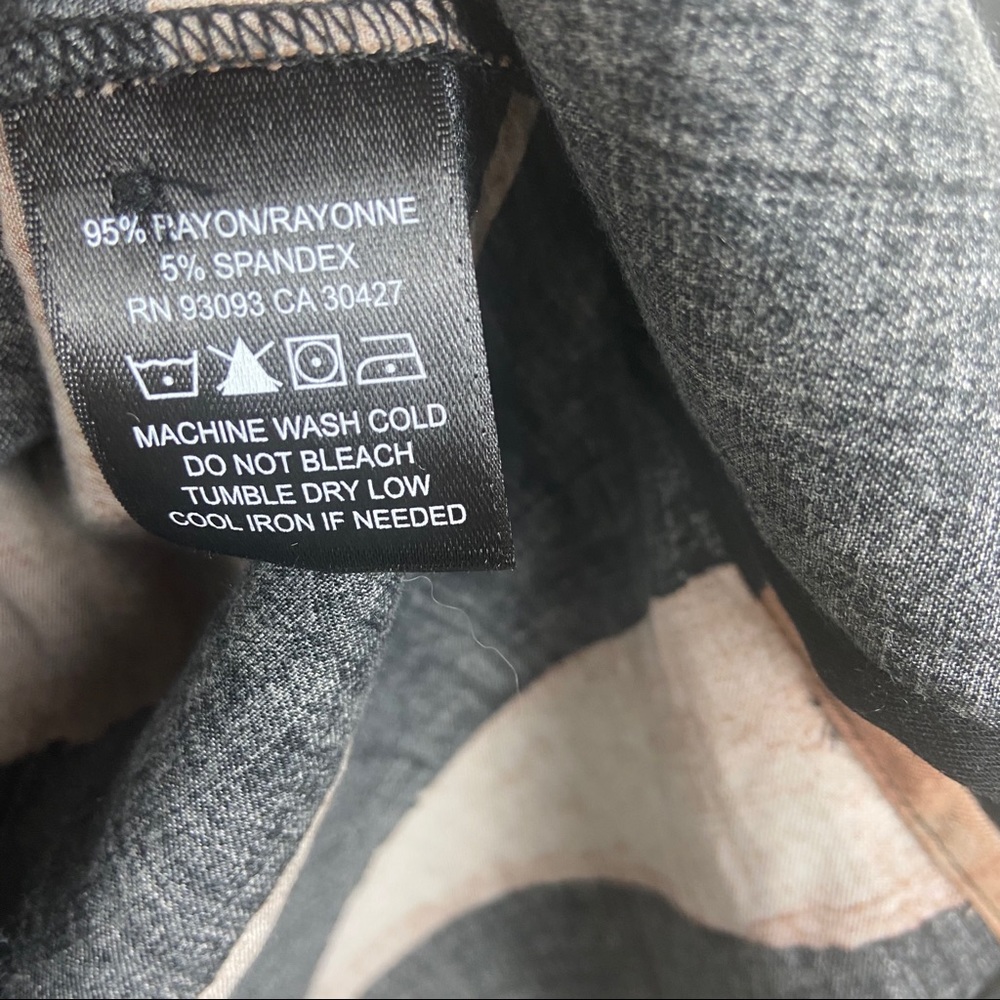 95% RAYON/RAYONNE
5% SPANDEX
RN 93093 CA 30427
MACHINE WASH COLD
DO NOT BLEACH
TUMBLE DRY LOW
COOL IRON IF NEEDED